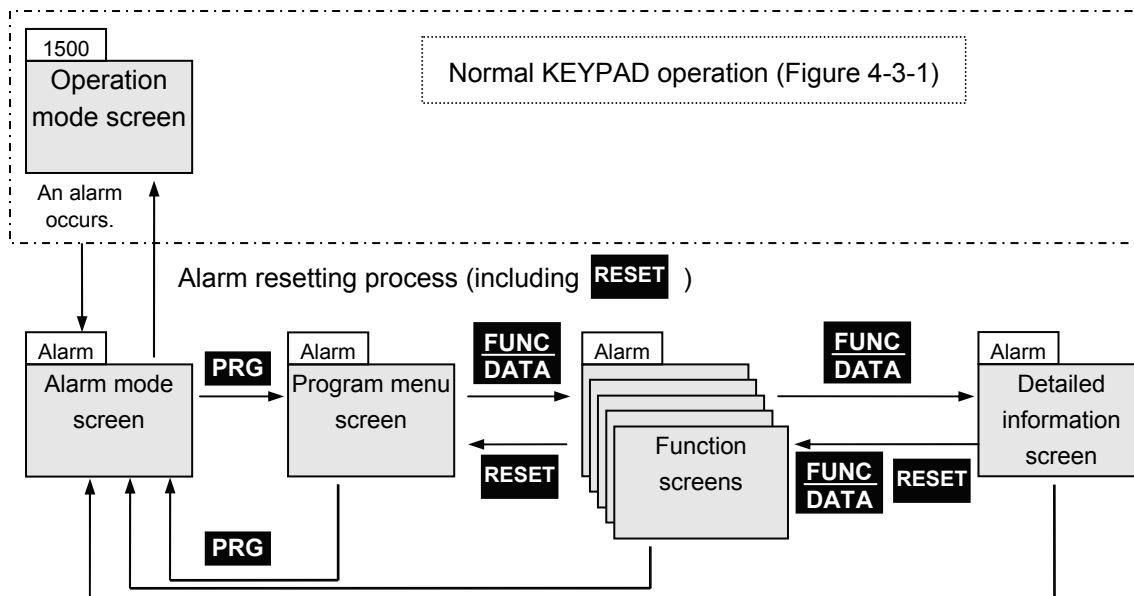 1500
Operation
mode screen
Normal KEYPAD operation (Figure 4-3-1)
An alarm
occurs.
Alarm resetting process (including RESET )
Alarm
Alarm mode
screen
PRG
Alarm
Program menu
screen
FUNC
DATA
RESET
Alarm
Function
screens
FUNC
DATA
FUNC
DATA
RESET
Alarm
Detailed
information
screen
PRG